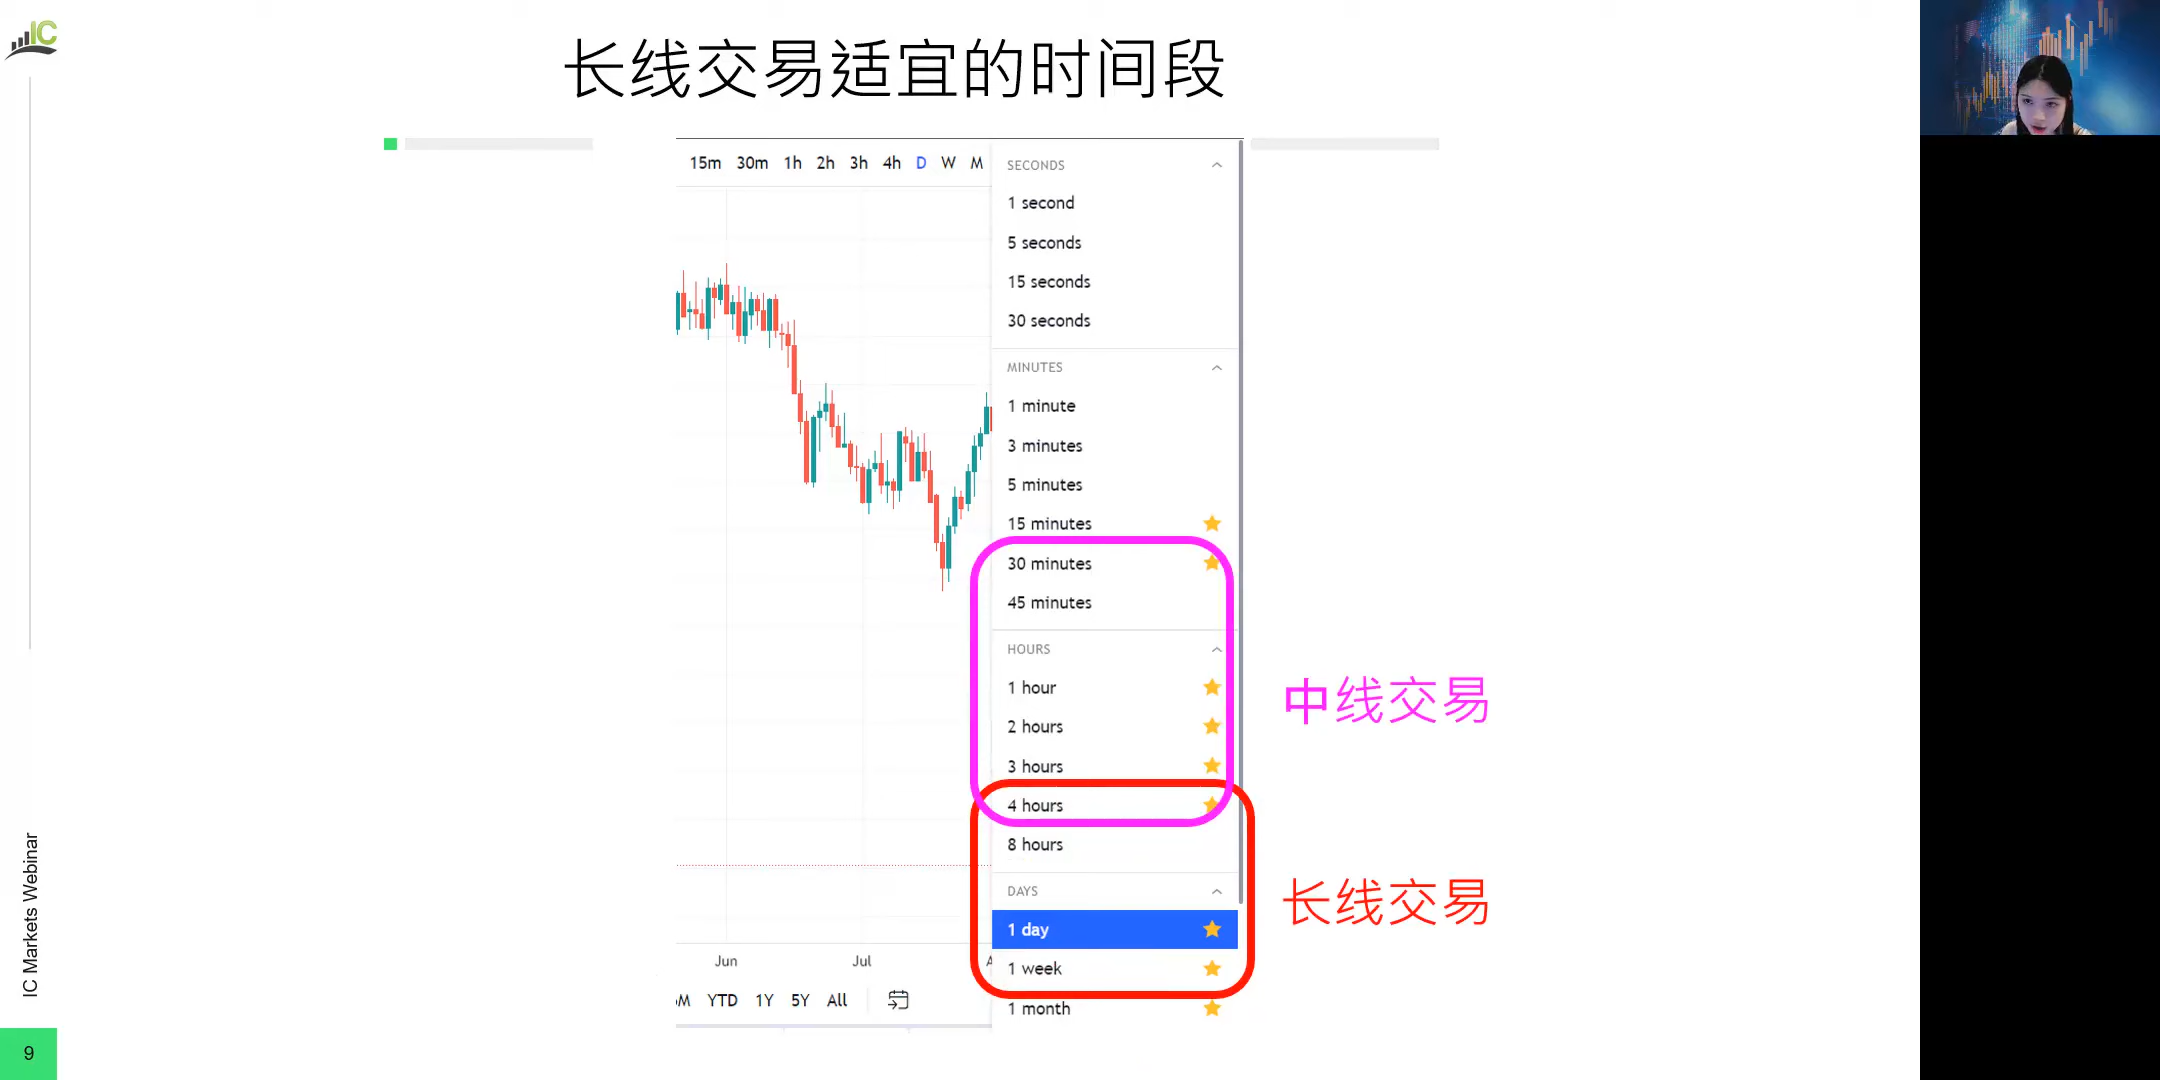 IC
长线交易适宜的时间段
15m 30m 1h 2h 3h 4h D W M
SECONDS
1 second
5 seconds
15 seconds
30 seconds
MINUTES
1 minute
3 minutes
5 minutes
15 minutes
30 minutes
45 minutes
HOURS
1 hour
2 hours
3 hours
4 hours
8 hours
DAYS
1 day
1 week
1 month
中线交易
长线交易
Jun Jul
YTD 1Y 5Y All
IC Markets Webinar
9